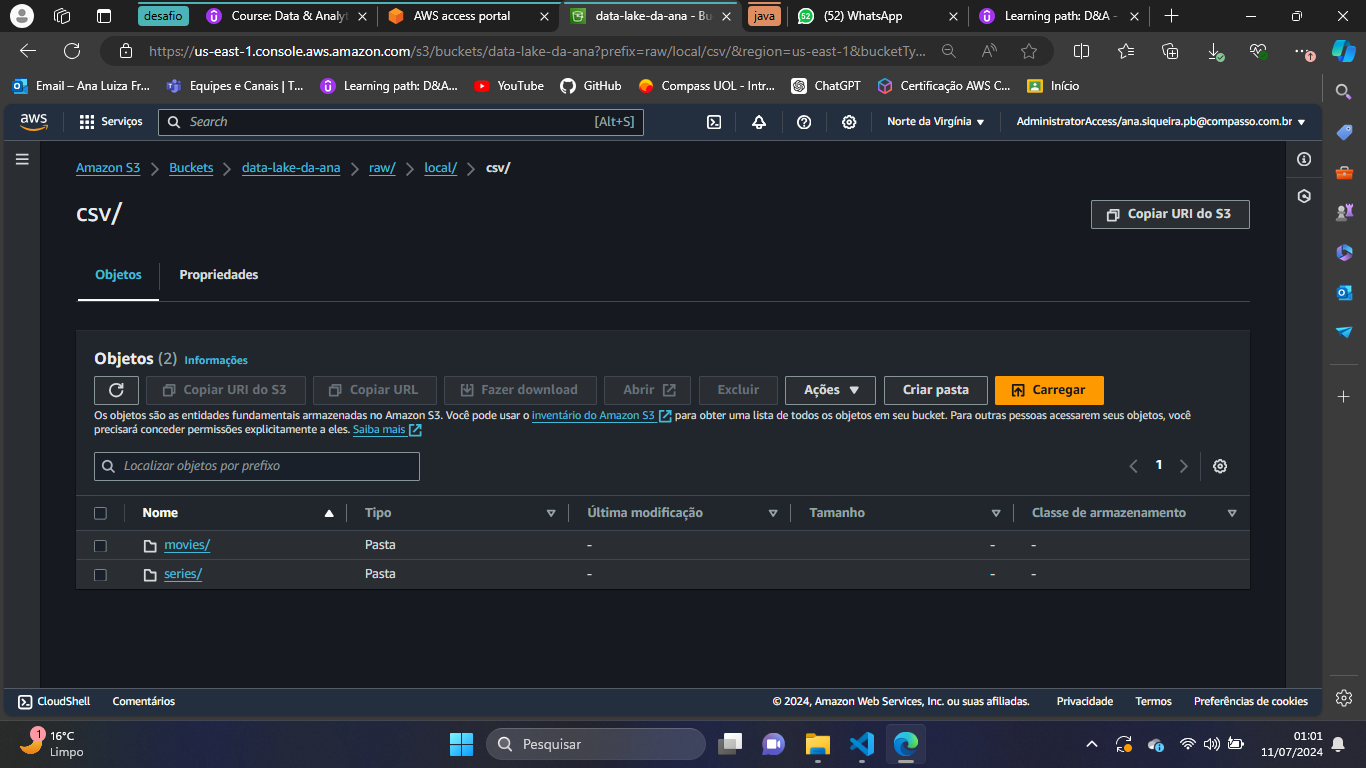 desafio
Course: Data & Analyt
AWS access portal
data-lake-da-ana - Bu
java
(52) WhatsApp
Learning path: D&A -
https://us-east-1.console.aws.amazon.com/s3/buckets/data-lake-da-ana?prefix=raw/local/csv/&region=us-east-1&bucketTy...
Email – Ana Luiza Fr...
Equipes e Canais | T...
Learning path: D&A...
YouTube
GitHub
Compass UOL - Intr...
ChatGPT
Certificação AWS C...
Início
aws
Serviços
Search
[Alt+S]
Norte da Virgínia
AdministratorAccess/ana.siqueira.pb@compasso.com.br
Amazon S3
Buckets
data-lake-da-ana
raw/
local/
csv/
csv/
Copiar URI do S3
Objetos
Propriedades
Objetos (2) Informações
Copiar URI do S3
Copiar URL
Fazer download
Abrir
Excluir
Ações
Criar pasta
Carregar
Os objetos são as entidades fundamentais armazenadas no Amazon S3. Você pode usar o inventário do Amazon S3 para obter uma lista de todos os objetos em seu bucket. Para outras pessoas acessarem seus objetos, você
precisará conceder permissões explicitamente a eles. Saiba mais
Localizar objetos por prefixo
1
Nome
Tipo
Última modificação
Tamanho
Classe de armazenamento
movies/
Pasta
-
-
-
series/
Pasta
-
-
-
CloudShell
Comentários
© 2024, Amazon Web Services, Inc. ou suas afiliadas.
Privacidade
Termos
Preferências de cookies
1
16°C
Limpo
Pesquisar
01:01
11/07/2024